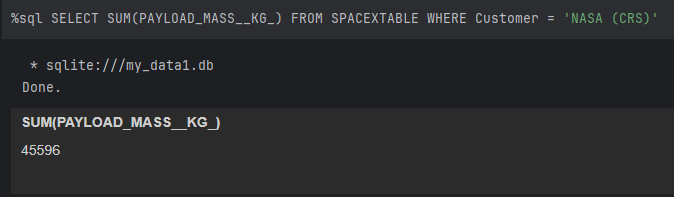 %sql SELECT SUM(PAYLOAD_MASS__KG_) FROM SPACEXTABLE WHERE Customer = 'NASA (CRS)'
* sqlite:///my_data1.db
Done.
SUM(PAYLOAD_MASS__KG_)
45596